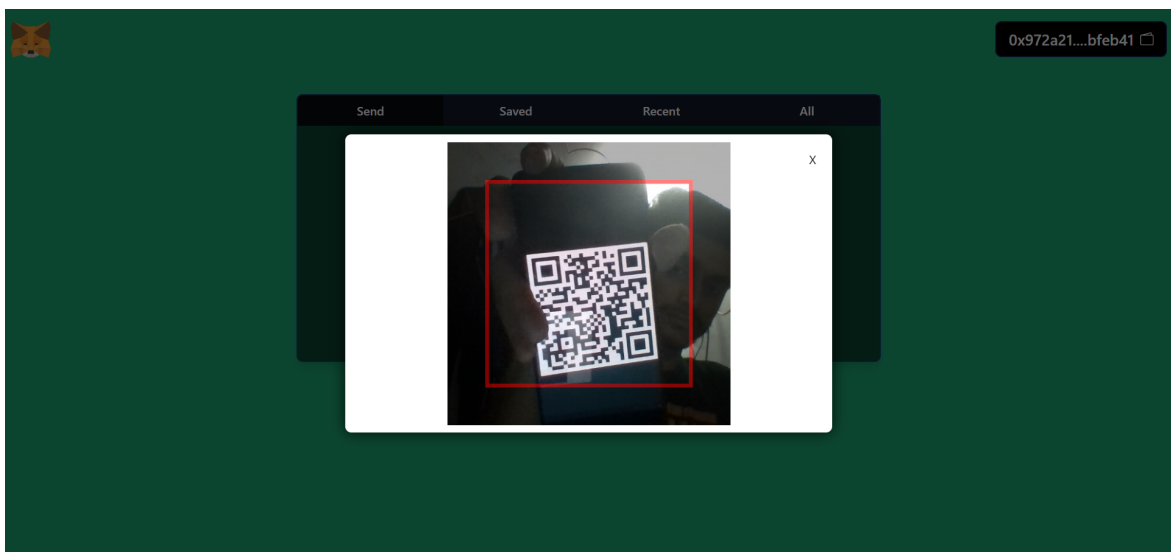 0x972a21....bfeb41
Send Saved Recent All
X